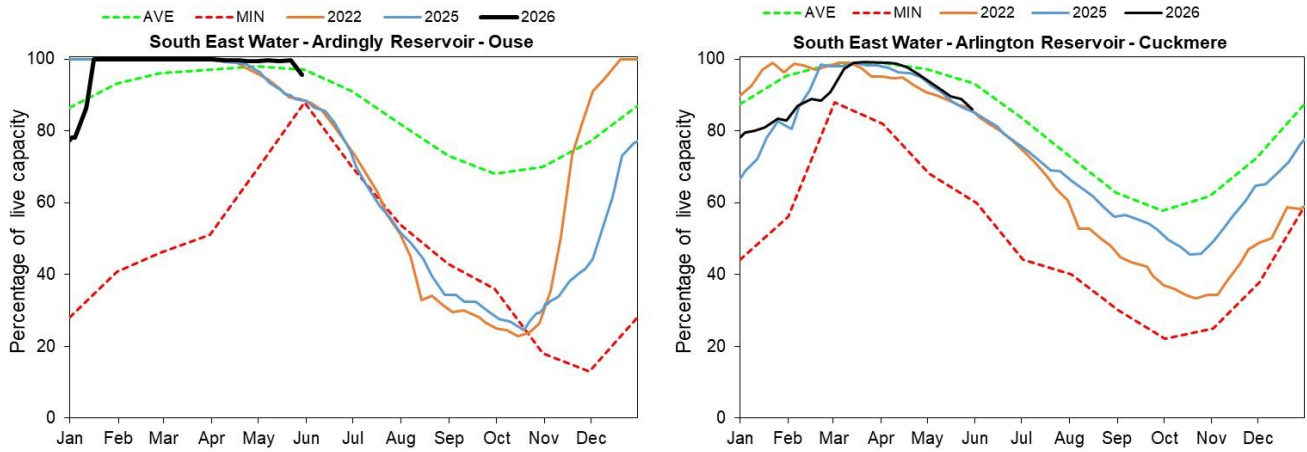 AVE MIN 2022 2025 2026
South East Water - Ardingly Reservoir - Ouse
Percentage of live capacity
100
80
60
40
20
0
Jan Feb Mar Apr May Jun Jul Aug Sep Oct Nov Dec
AVE MIN 2022 2025 2026
South East Water - Arlington Reservoir - Cuckmere
Percentage of live capacity
100
80
60
40
20
0
Jan Feb Mar Apr May Jun Jul Aug Sep Oct Nov Dec